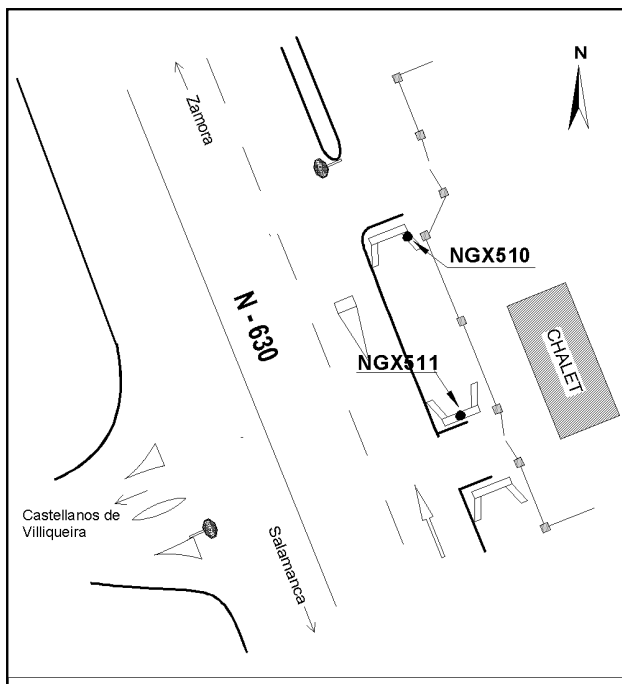 N
Zamora
NGX510
N - 630
NGX511
CHALET
Castellanos de
Villiqueira
Salamanca